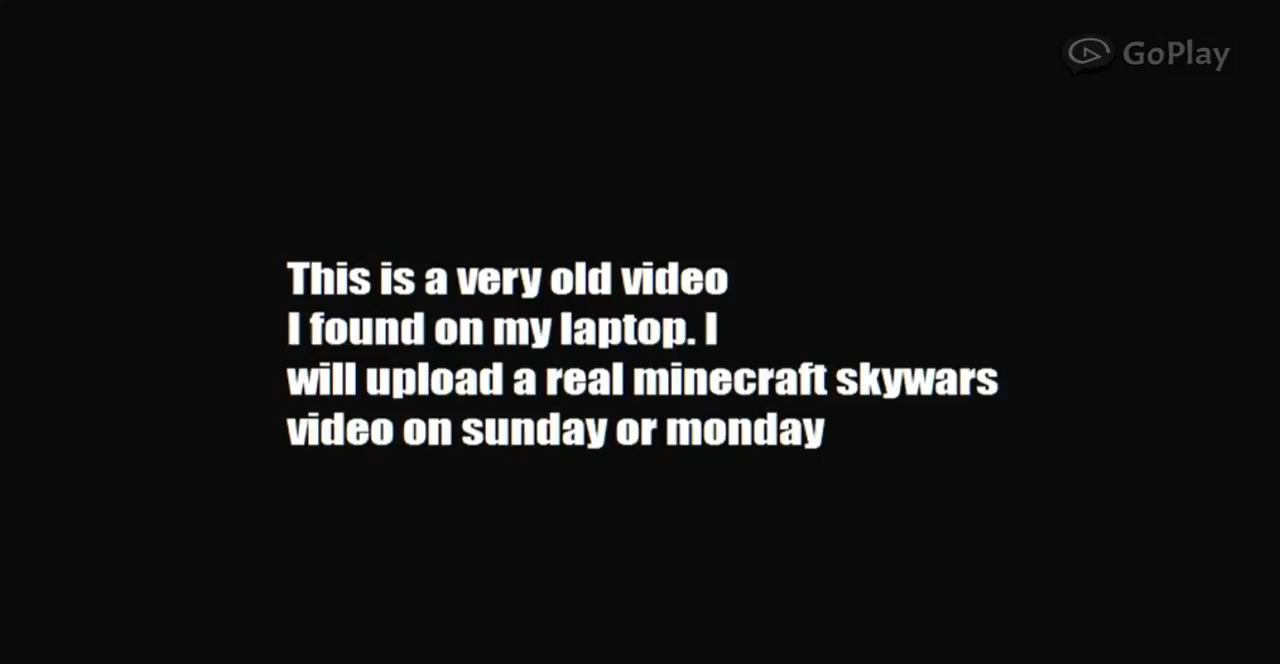 GoPlay
This is a very old video
I found on my laptop. I
will upload a real minecraft skywars
video on sunday or monday